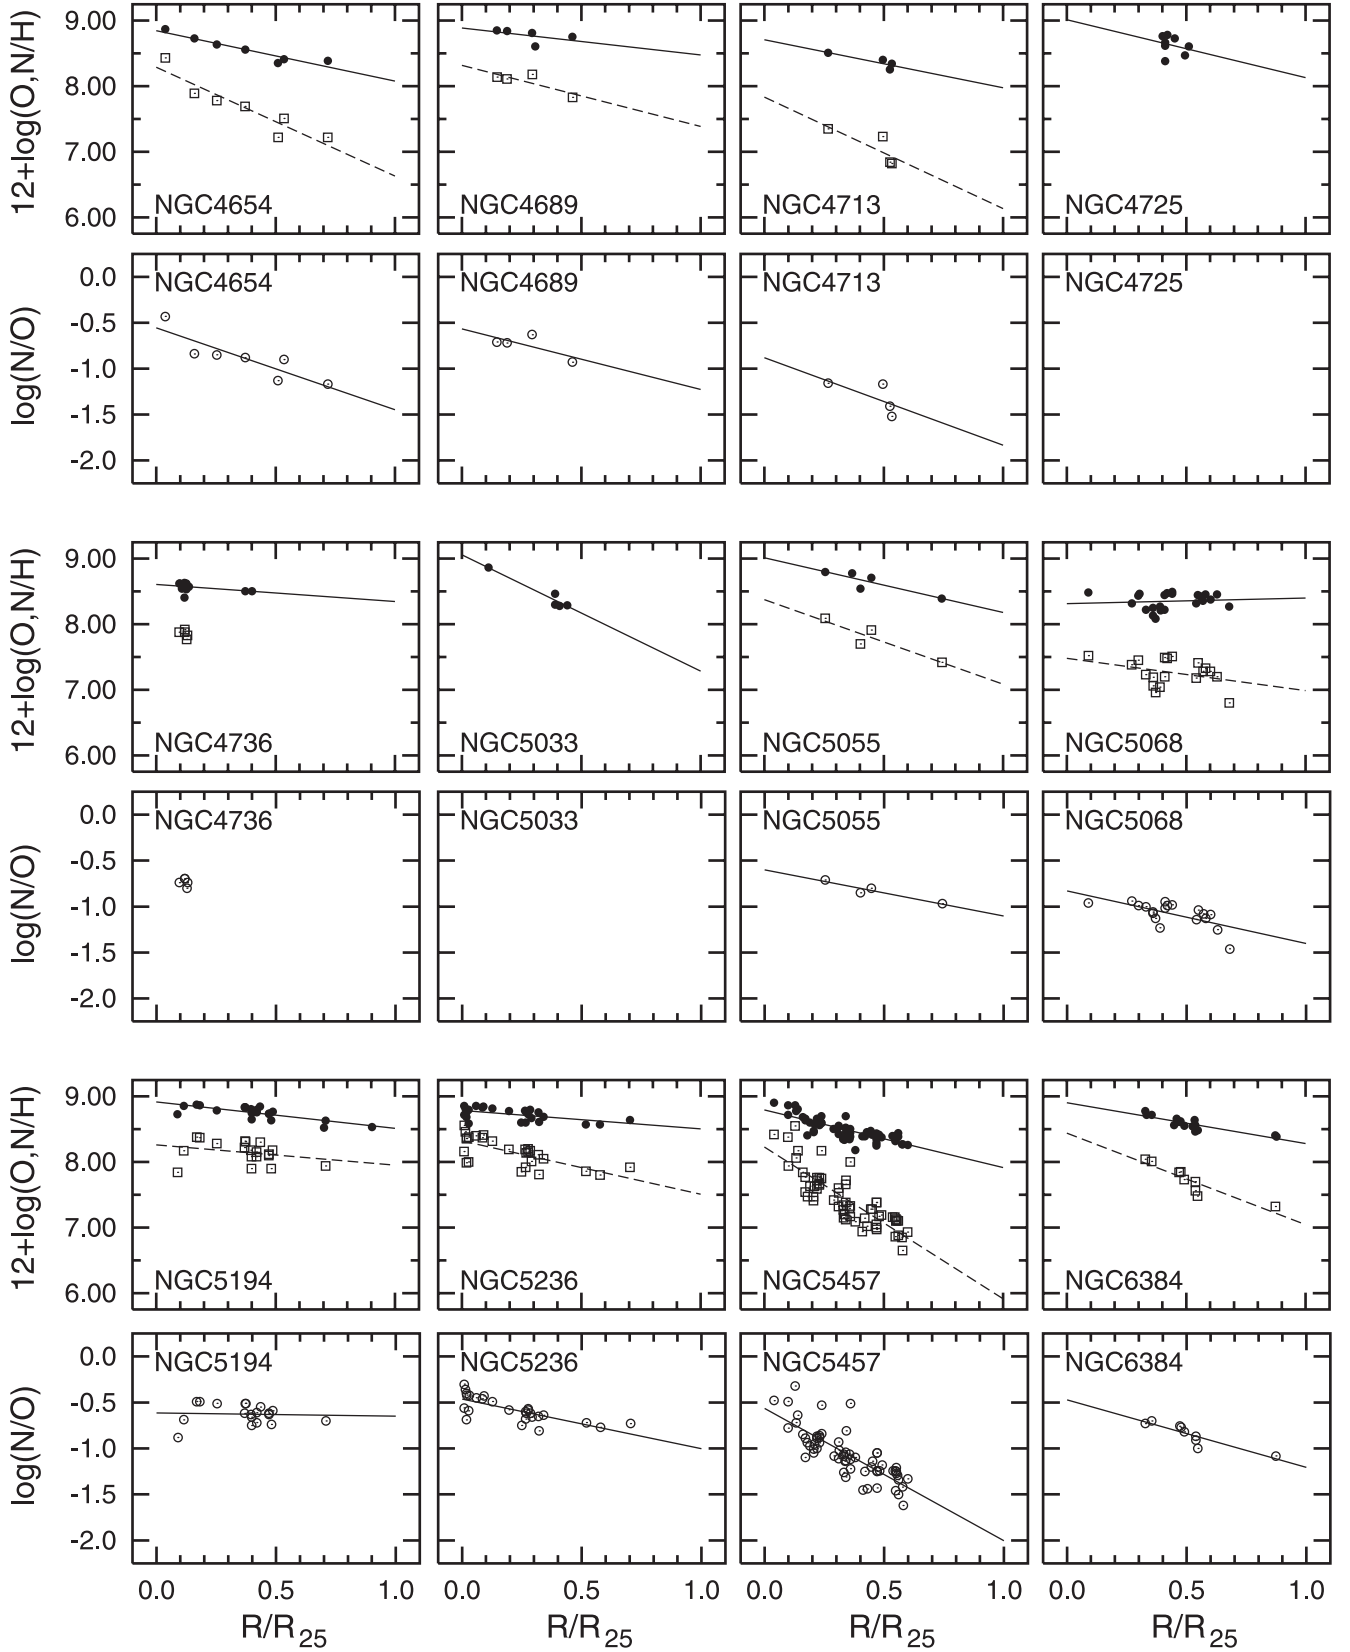 12+log(O,N/H)
9.00
8.00
7.00
6.00
NGC4654
NGC4689
NGC4713
NGC4725
log(N/O)
0.0
-0.5
-1.0
-1.5
-2.0
NGC4654
NGC4689
NGC4713
NGC4725
12+log(O,N/H)
9.00
8.00
7.00
6.00
NGC4736
NGC5033
NGC5055
NGC5068
log(N/O)
0.0
-0.5
-1.0
-1.5
-2.0
NGC4736
NGC5033
NGC5055
NGC5068
12+log(O,N/H)
9.00
8.00
7.00
6.00
NGC5194
NGC5236
NGC5457
NGC6384
log(N/O)
0.0
-0.5
-1.0
-1.5
-2.0
NGC5194
NGC5236
NGC5457
NGC6384
0.0 0.5 1.0
0.0 0.5 1.0
0.0 0.5 1.0
0.0 0.5 1.0
R/R25
R/R25
R/R25
R/R25